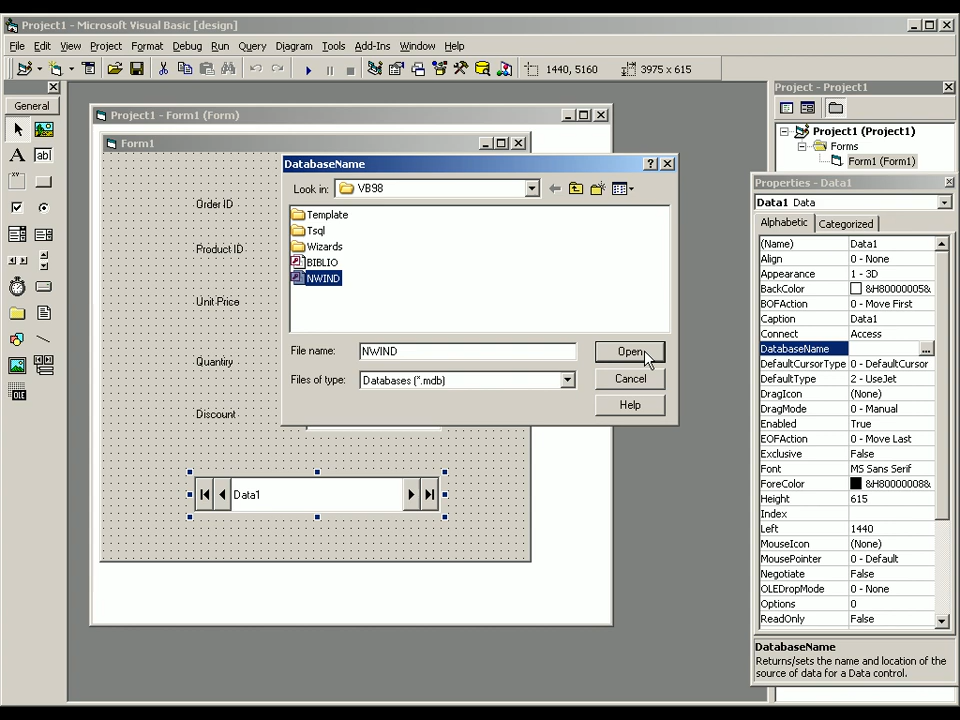 Project1 - Microsoft Visual Basic [design]
File Edit View Project Format Debug Run Query Diagram Tools Add-Ins Window Help
1440, 5160 3975 x 615
General
A
ab|
xy
OLE
Project1 - Form1 (Form)
Form1
Order ID
Product ID
Unit Price
Quantiry
Discount
Data1
DatabaseName
Look in: VB98
Template
Tsql
Wizards
BIBLIO
NWIND
File name: NWIND Open
Files of type: Databases (*.mdb) Cancel
Help
Project - Project1
Project1 (Project1)
Forms
Form1 (Form1)
Properties - Data1
Data1 Data
Alphabetic Categorized
(Name) Data1
Align 0 - None
Appearance 1 - 3D
BackColor &H80000005&
BOFAction 0 - Move First
Caption Data1
Connect Access
DatabaseName ...
DefaultCursorType 0 - DefaultCursor
DefaultType 2 - UseJet
DragIcon (None)
DragMode 0 - Manual
Enabled True
EOFAction 0 - Move Last
Exclusive False
Font MS Sans Serif
ForeColor &H80000008&
Height 615
Index
Left 1440
MouseIcon (None)
MousePointer 0 - Default
Negotiate False
OLEDropMode 0 - None
Options 0
ReadOnly False
DatabaseName
Returns/sets the name and location of the
source of data for a Data control.